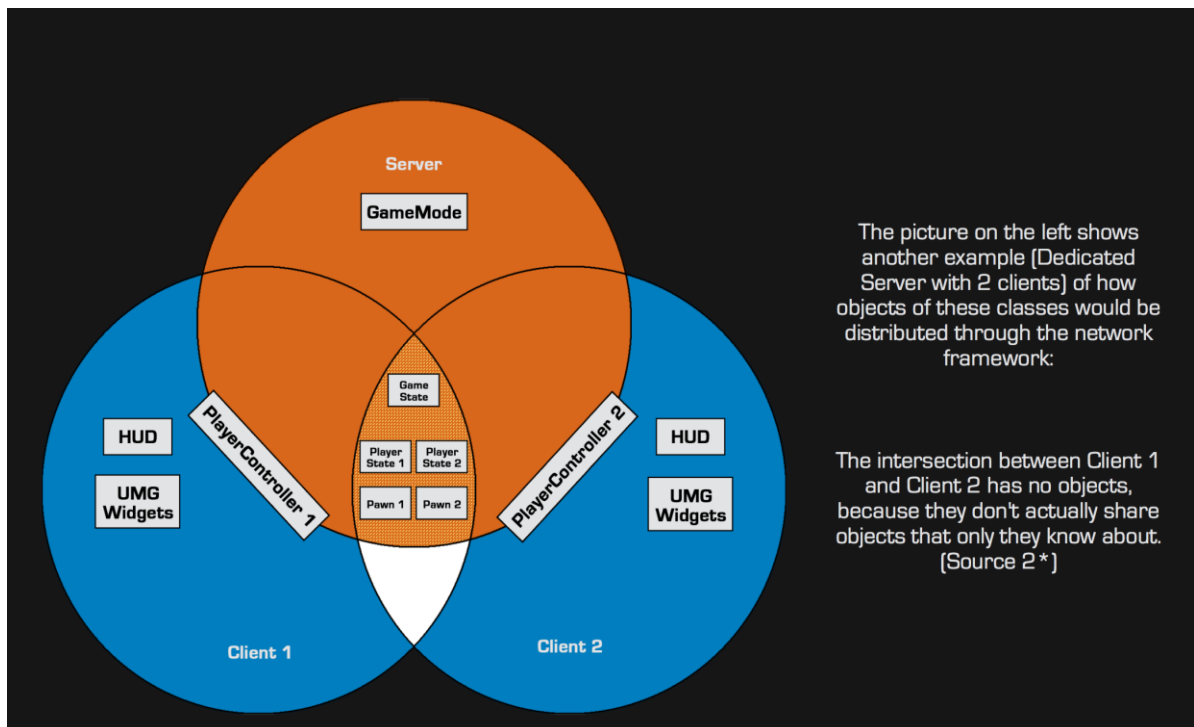 Server
GameMode
Game
State
Player
State 1
Player
State 2
Pawn 1
Pawn 2
PlayerController 1
PlayerController 2
HUD
UMG
Widgets
HUD
UMG
Widgets
Client 1
Client 2
The picture on the left shows
another example (Dedicated
Server with 2 clients) of how
objects of these classes would be
distributed through the network
framework:
The intersection between Client 1
and Client 2 has no objects,
because they don't actually share
objects that only they know about.
(Source 2*)